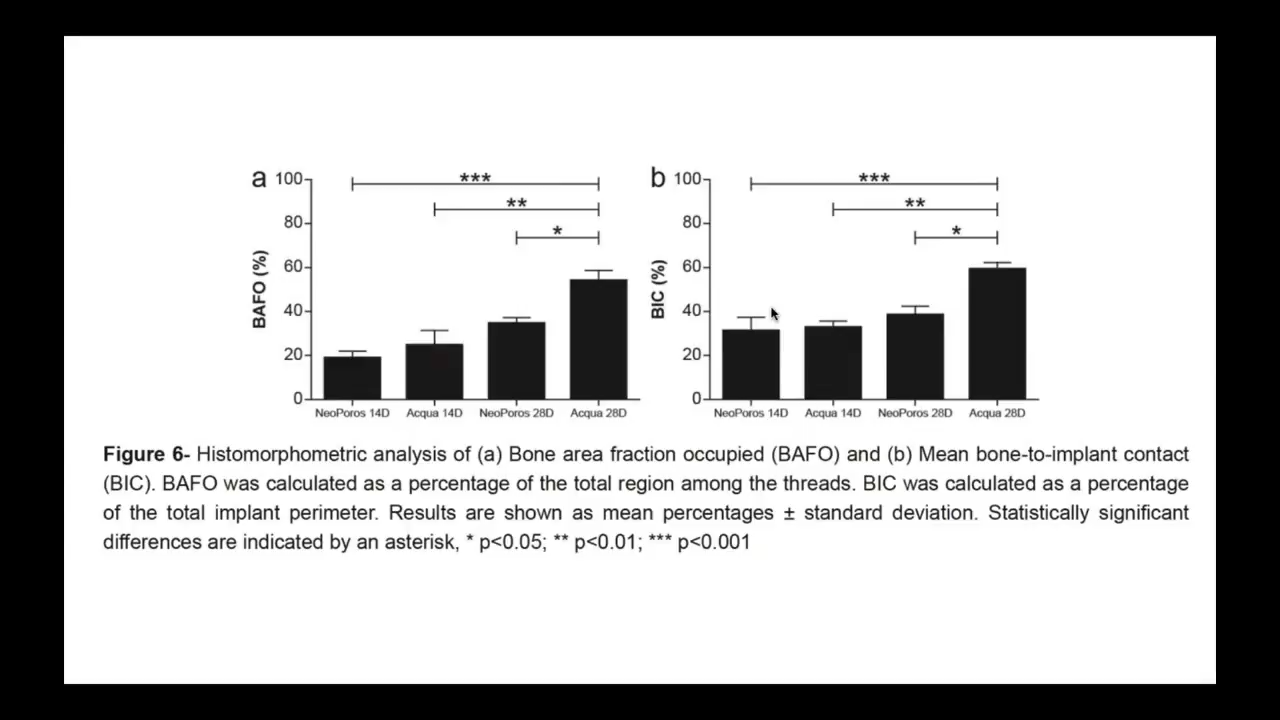 a
***
**
*
100
80
60
40
20
0
BAFO (%)
NeoPoros 14D Acqua 14D NeoPoros 28D Acqua 28D
b
***
**
*
100
80
60
40
20
0
BIC (%)
NeoPoros 14D Acqua 14D NeoPoros 28D Acqua 28D
Figure 6- Histomorphometric analysis of (a) Bone area fraction occupied (BAFO) and (b) Mean bone-to-implant contact
(BIC). BAFO was calculated as a percentage of the total region among the threads. BIC was calculated as a percentage
of the total implant perimeter. Results are shown as mean percentages ± standard deviation. Statistically significant
differences are indicated by an asterisk, * p<0.05; ** p<0.01; *** p<0.001